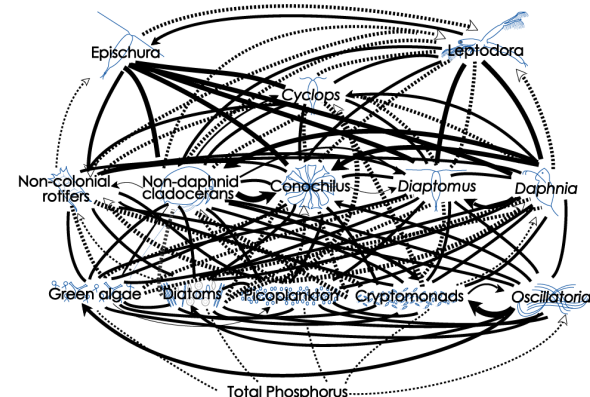 Epischura
Leptodora
Cyclops
Non-colonial
rotifers
Non-daphnid
cladocerans
Conochilus
Diaptomus
Daphnia
Green algae
Diatoms
Picoplankton
Cryptomonads
Oscillatoria
Total Phosphorus